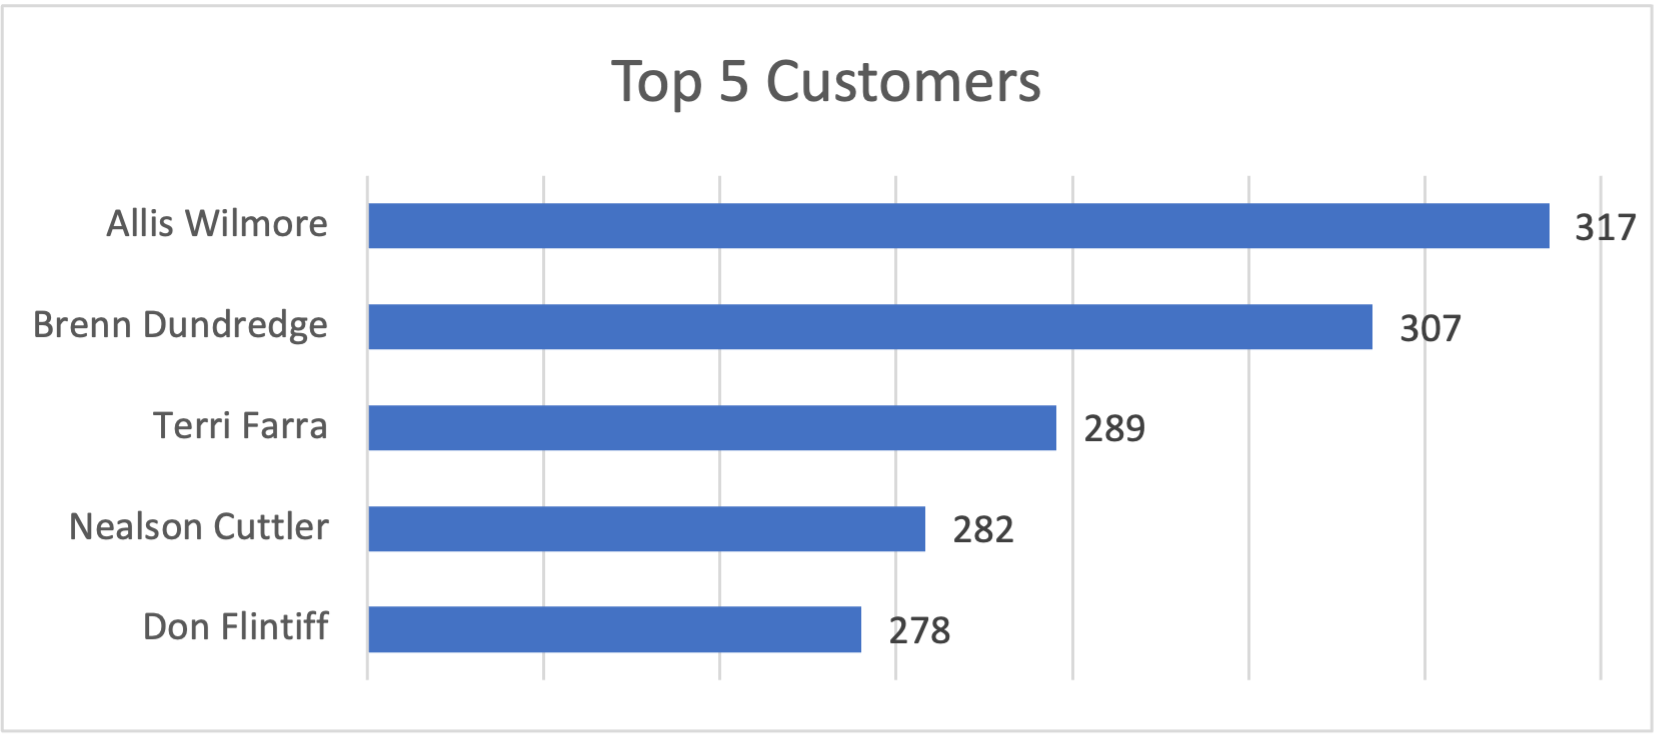 Top 5 Customers
Allis Wilmore 317
Brenn Dundredge 307
Terri Farra 289
Nealson Cuttler 282
Don Flintiff 278